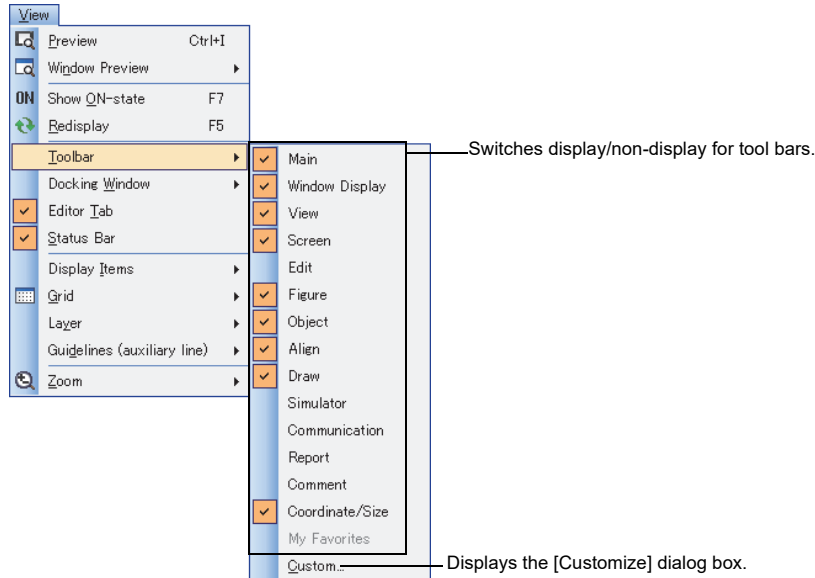 View
Preview Ctrl+I
Window Preview
ON Show ON-state F7
Redisplay F5
Toolbar
Docking Window
Editor Tab
Status Bar
Display Items
Grid
Layer
Guidelines (auxiliary line)
Zoom
Main
Window Display
View
Screen
Edit
Figure
Object
Align
Draw
Simulator
Communication
Report
Comment
Coordinate/Size
My Favorites
Custom...
Switches display/non-display for tool bars.
Displays the [Customize] dialog box.